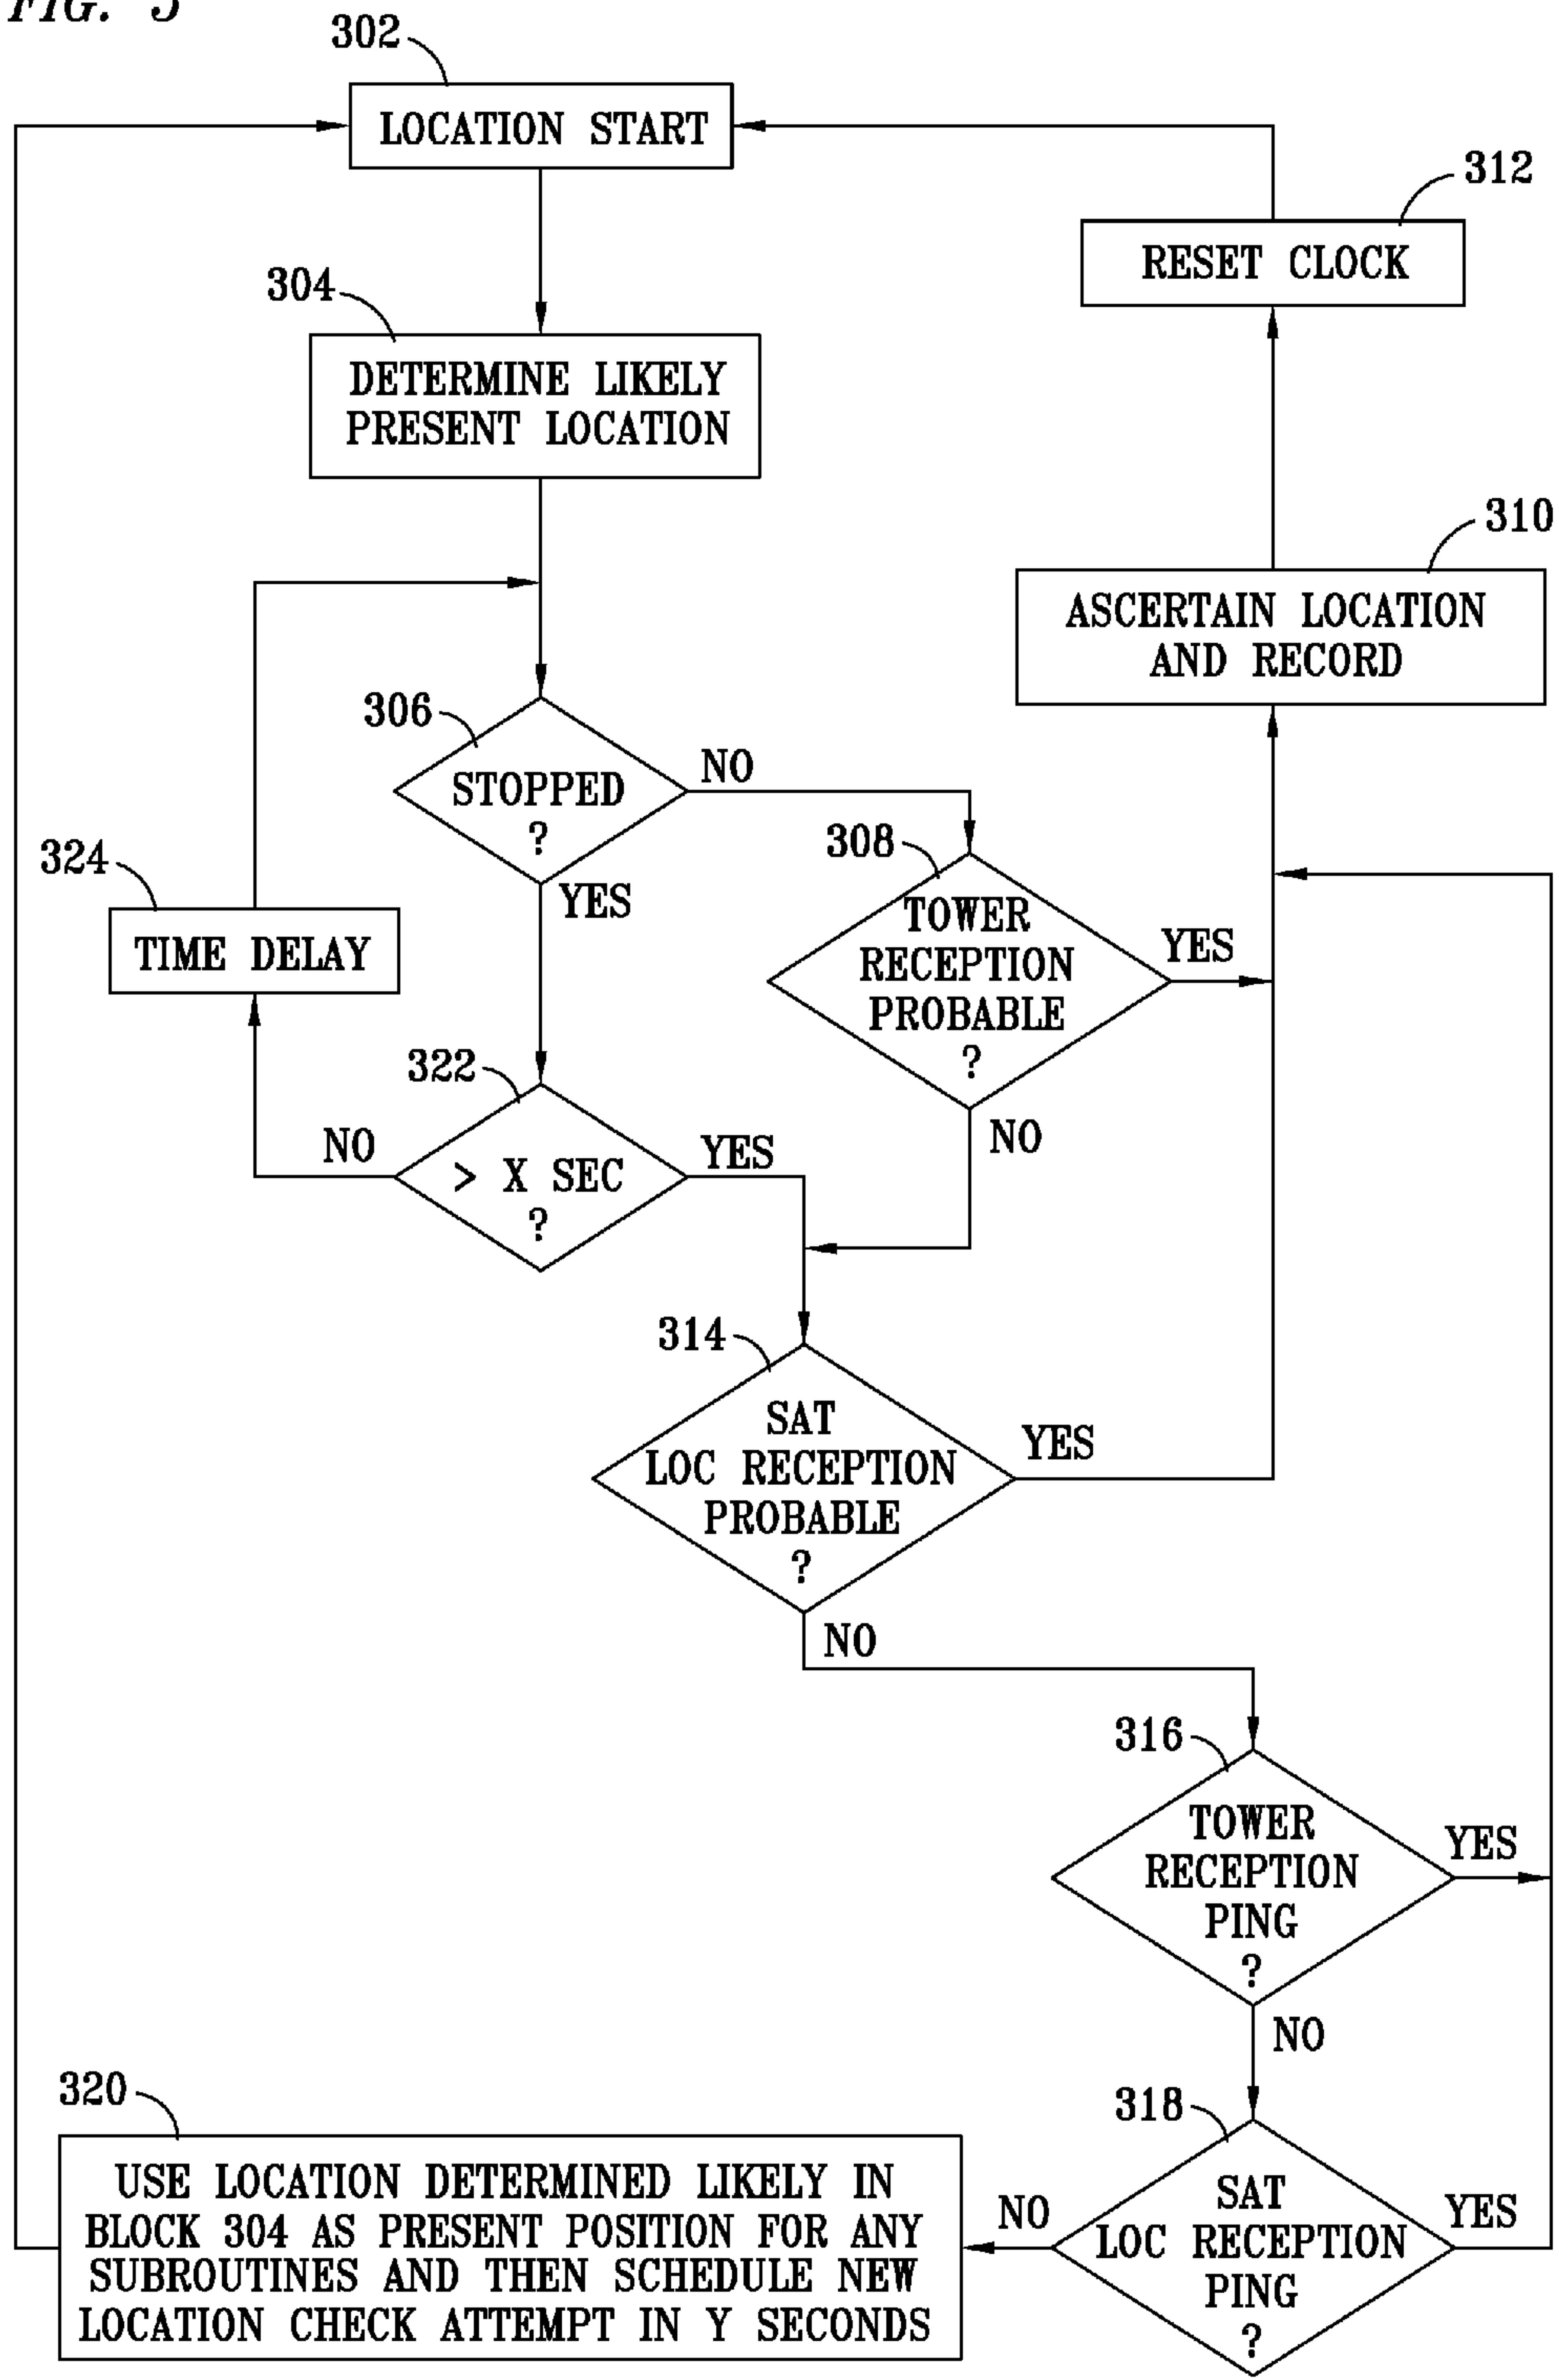 FIG. 3
302
LOCATION START
312
RESET CLOCK
304
DETERMINE LIKELY
PRESENT LOCATION
310
ASCERTAIN LOCATION
AND RECORD
306
STOPPED
?
NO
YES
308
TOWER
RECEPTION
PROBABLE
?
YES
NO
324
TIME DELAY
322
> X SEC
?
NO
YES
314
SAT
LOC RECEPTION
PROBABLE
?
YES
NO
316
TOWER
RECEPTION
PING
?
YES
NO
318
SAT
LOC RECEPTION
PING
?
YES
NO
320
USE LOCATION DETERMINED LIKELY IN
BLOCK 304 AS PRESENT POSITION FOR ANY
SUBROUTINES AND THEN SCHEDULE NEW
LOCATION CHECK ATTEMPT IN Y SECONDS